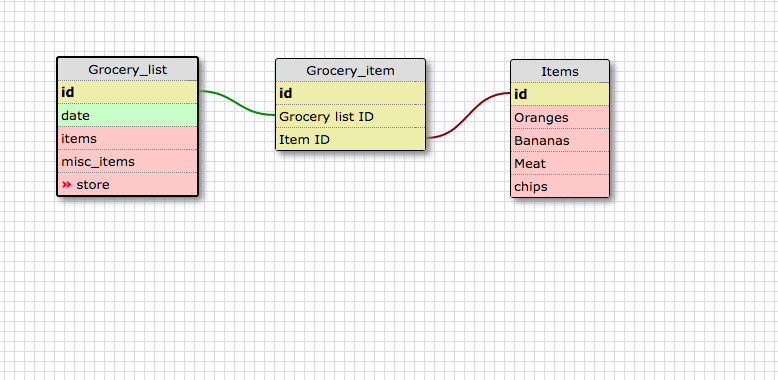 Grocery_list
id
date
items
misc_items
» store
Grocery_item
id
Grocery list ID
Item ID
Items
id
Oranges
Bananas
Meat
chips